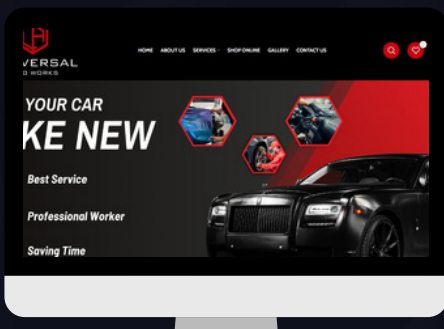 VERSAL
D WORKS
HOME ABOUT US SERVICES SHOP ONLINE GALLERY CONTACT US
YOUR CAR
KE NEW
Best Service
Professional Worker
Saving Time